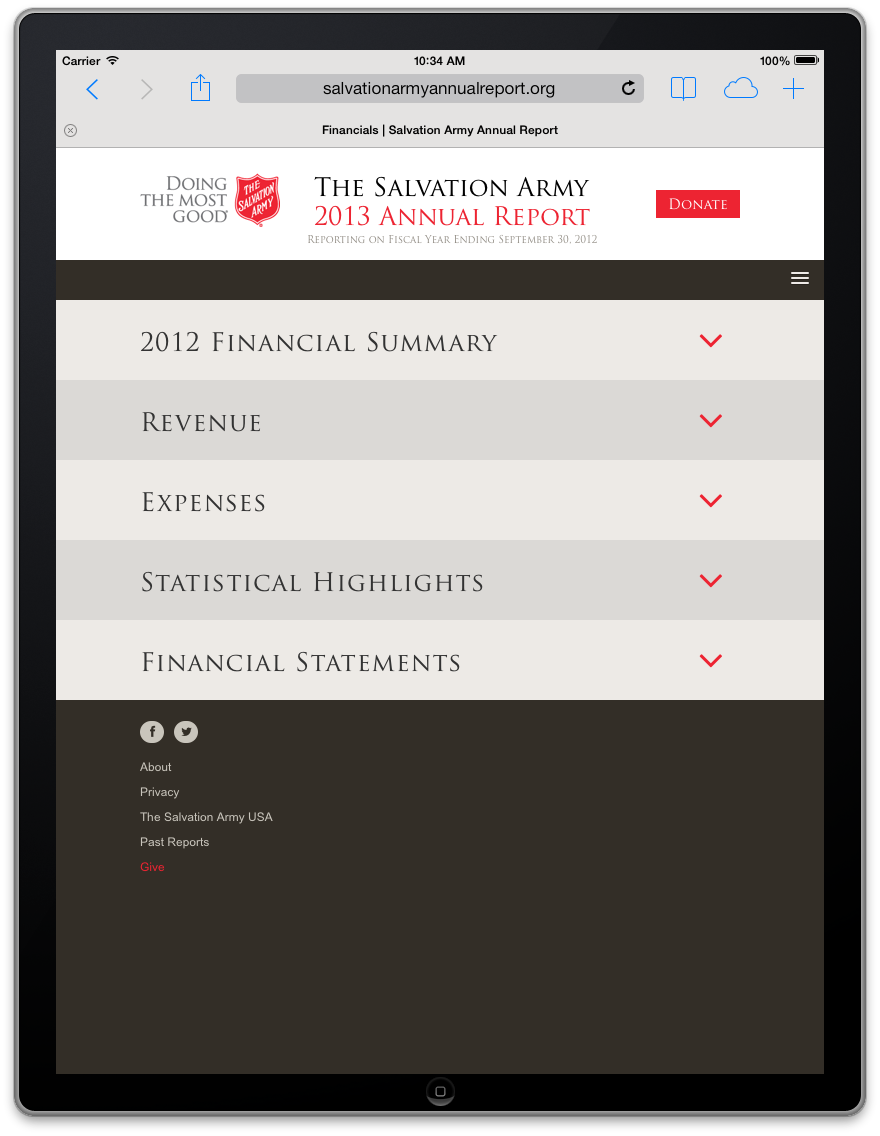 Carrier 10:34 AM 100%
salvationarmyannualreport.org
Financials | Salvation Army Annual Report
DOING
THE MOST
GOOD®
THE
SALVATION
ARMY
THE SALVATION ARMY
2013 ANNUAL REPORT
REPORTING ON FISCAL YEAR ENDING SEPTEMBER 30, 2012
DONATE
2012 FINANCIAL SUMMARY
REVENUE
EXPENSES
STATISTICAL HIGHLIGHTS
FINANCIAL STATEMENTS
About
Privacy
The Salvation Army USA
Past Reports
Give